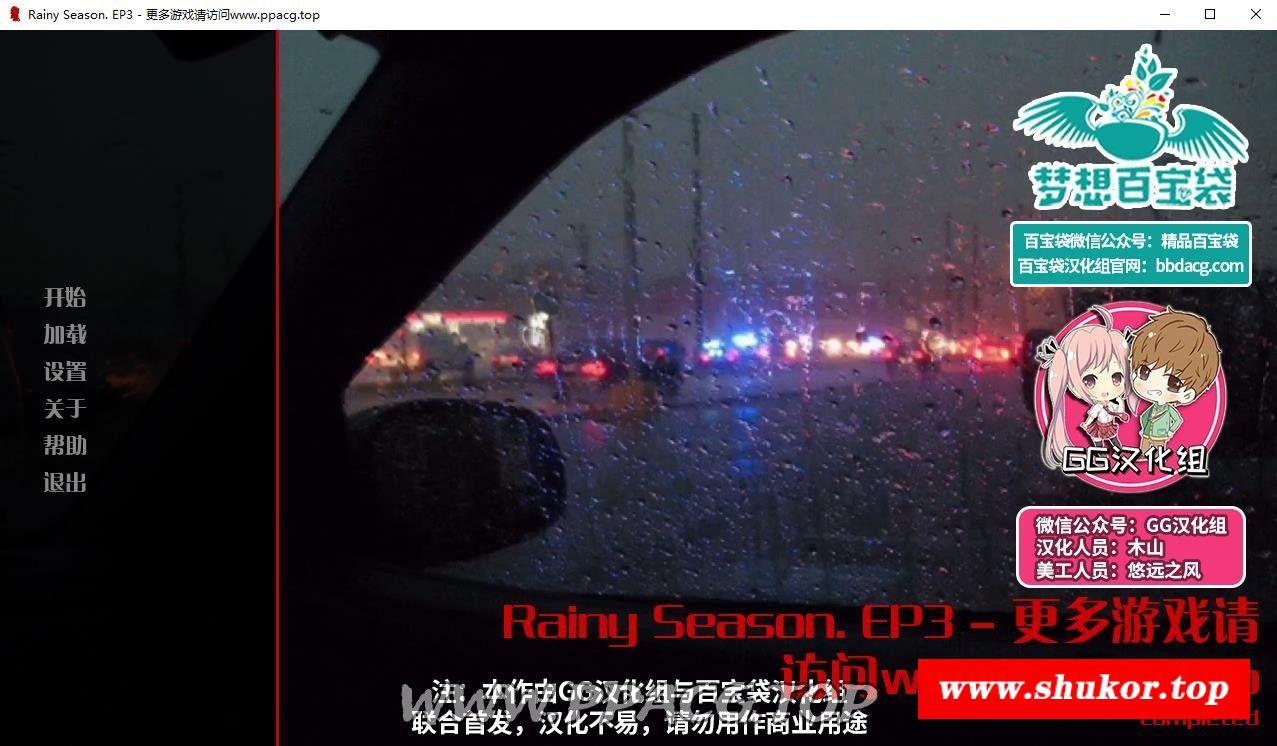 Rainy Season. EP3 - 更多游戏请访问www.ppacg.top
开始
加载
设置
关于
帮助
退出
梦想百宝袋
百宝袋微信公众号：精品百宝袋
百宝袋汉化组官网：bbdacg.com
GG汉化组
微信公众号：GG汉化组
汉化人员：木山
美工人员：悠远之风
Rainy Season. EP3 - 更多游戏请
访问w
www.shukor.top
completed
注：本作由GG汉化组与百宝袋汉化组
WWW.PPACG.TOP
联合首发，汉化不易，请勿用作商业用途